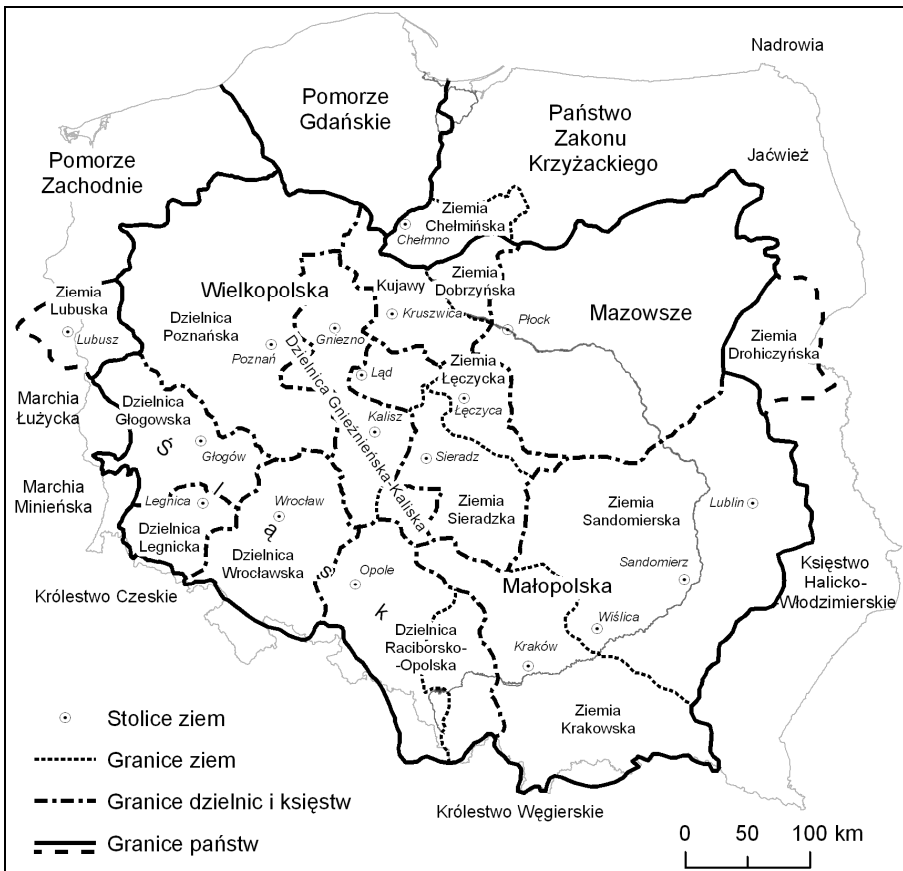 Nadrowia
Pomorze
Gdańskie
Państwo
Zakonu
Krzyżackiego
Jaćwież
Pomorze
Zachodnie
Ziemia
Chełmińska
Chełmno
Ziemia
Lubuska
Lubusz
Wielkopolska
Dzielnica
Poznańska
Poznań
Gniezno
Kujawy
Kruszwica
Ziemia
Dobrzyńska
Płock
Mazowsze
Ziemia
Drohiczyńska
Marchia
Łużycka
Dzielnica
Głogowska
Głogów
Dzielnica Gnieźnieńska-Kaliska
Ląd
Ziemia
Łęczycka
Łęczyca
Kalisz
Sieradz
Marchia
Minieńska
Legnica
Dzielnica
Legnicka
Wrocław
Dzielnica
Wrocławska
Ś l ą s k
Ziemia
Sieradzka
Ziemia
Sandomierska
Lublin
Sandomierz
Księstwo
Halicko-
-Włodzimierskie
Królestwo Czeskie
Opole
Małopolska
Wiślica
Dzielnica
Raciborsko-
-Opolska
Kraków
Ziemia
Krakowska
Królestwo Węgierskie
Stolice ziem
Granice ziem
Granice dzielnic i księstw
Granice państw
0 50 100 km